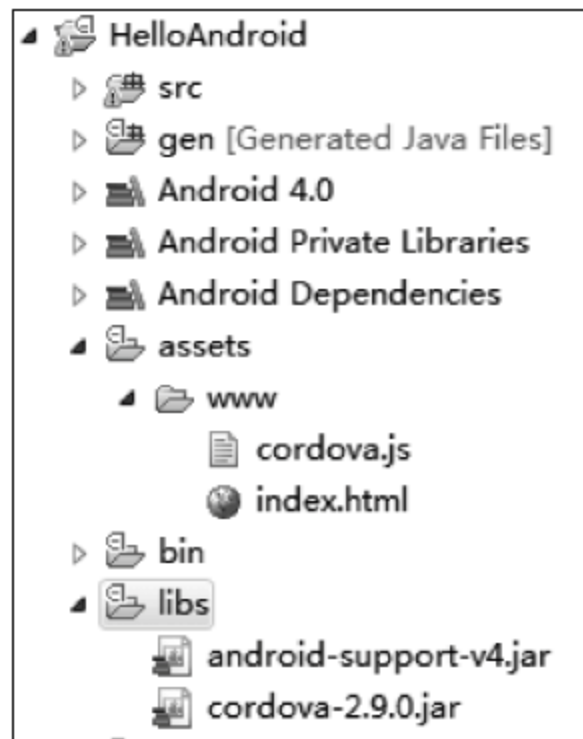 HelloAndroid
src
gen [Generated Java Files]
Android 4.0
Android Private Libraries
Android Dependencies
assets
www
cordova.js
index.html
bin
libs
android-support-v4.jar
cordova-2.9.0.jar